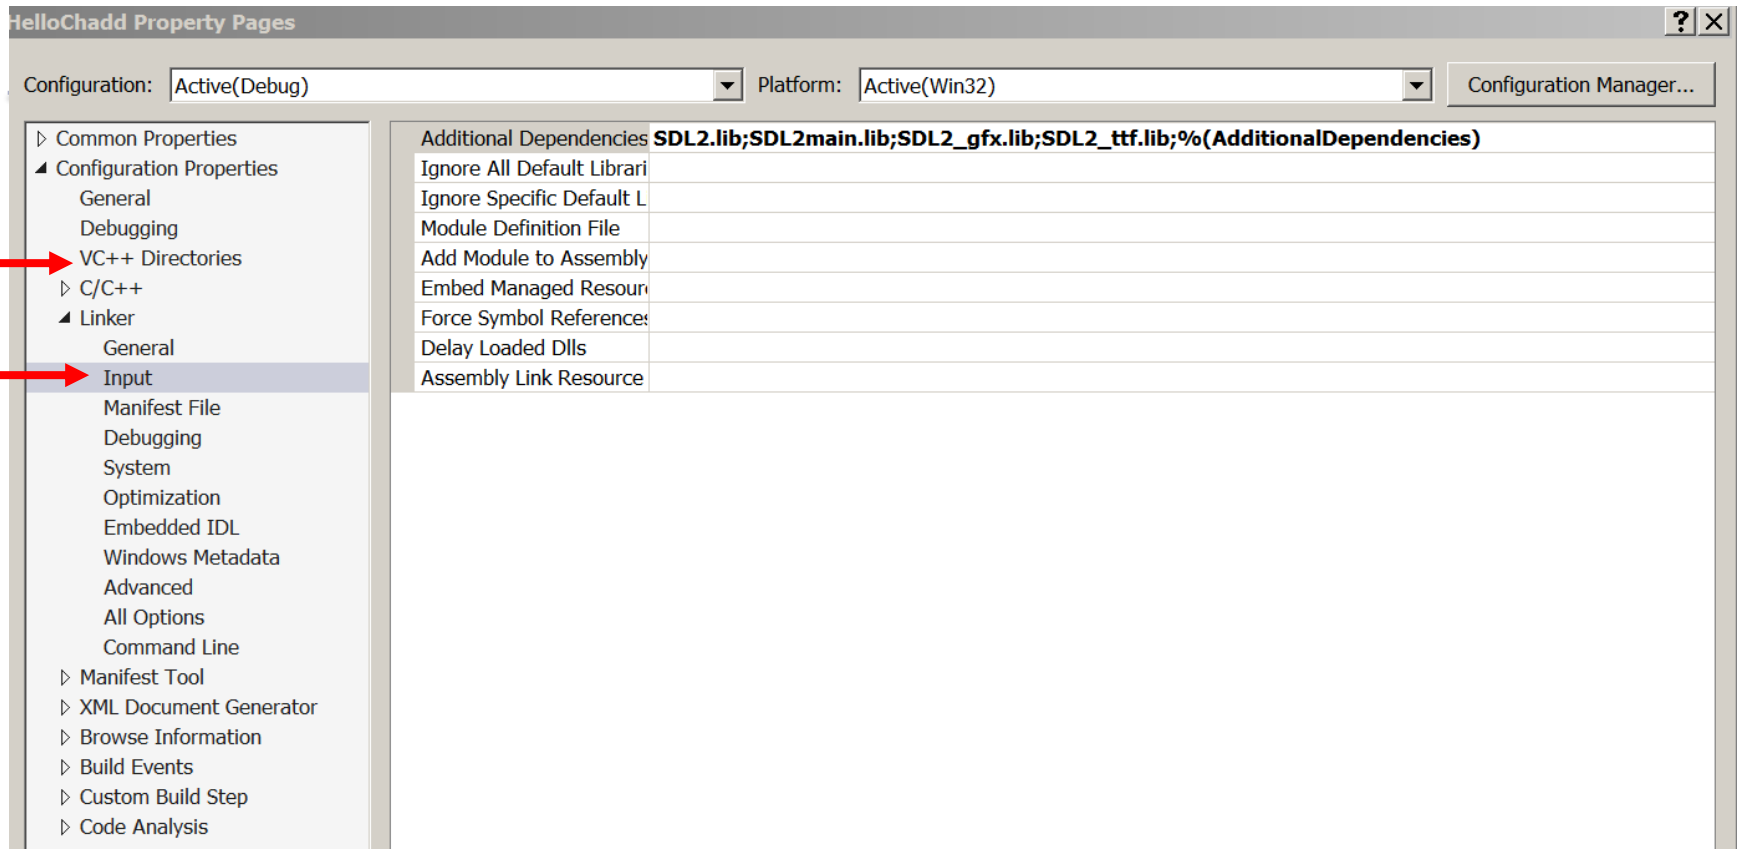 HelloChadd Property Pages
Configuration: Active(Debug) Platform: Active(Win32) Configuration Manager...
Common Properties
Configuration Properties
General
Debugging
VC++ Directories
C/C++
Linker
General
Input
Manifest File
Debugging
System
Optimization
Embedded IDL
Windows Metadata
Advanced
All Options
Command Line
Manifest Tool
XML Document Generator
Browse Information
Build Events
Custom Build Step
Code Analysis
Additional Dependencies SDL2.lib;SDL2main.lib;SDL2_gfx.lib;SDL2_ttf.lib;%(AdditionalDependencies)
Ignore All Default Librari
Ignore Specific Default L
Module Definition File
Add Module to Assembly
Embed Managed Resour
Force Symbol References
Delay Loaded Dlls
Assembly Link Resource